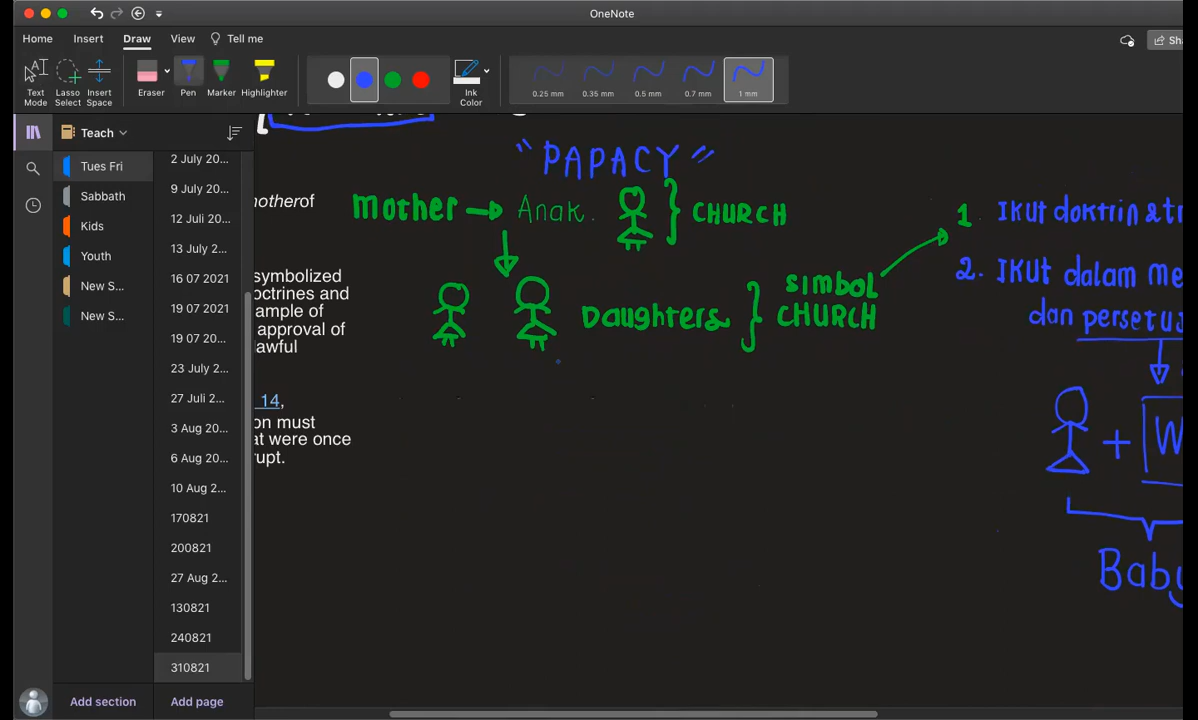 OneNote
Home Insert Draw View Tell me
Text Mode
Lasso Select
Insert Space
Eraser
Pen
Marker
Highlighter
Ink Color
0.25 mm 0.35 mm 0.5 mm 0.7 mm 1 mm
Sha
Teach
Tues Fri
Sabbath
Kids
Youth
New S...
New S...
2 July 20...
9 July 20...
12 Juli 20...
13 July 2...
16 07 2021
19 07 2021
19 07 20...
23 July 2...
27 Juli 2...
3 Aug 20...
6 Aug 20...
10 Aug 2...
170821
200821
27 Aug 2...
130821
240821
310821
Add section Add page
"PAPACY"
motherof
symbolized
octrines and
ample of
approval of
lawful
14,
on must
at were once
rupt.
Mother → Anak. } CHURCH
Daughters } simbol
CHURCH
1. IKUT doktrin &
2. IKUT dalam me
dan persetuj
+ W
Baby